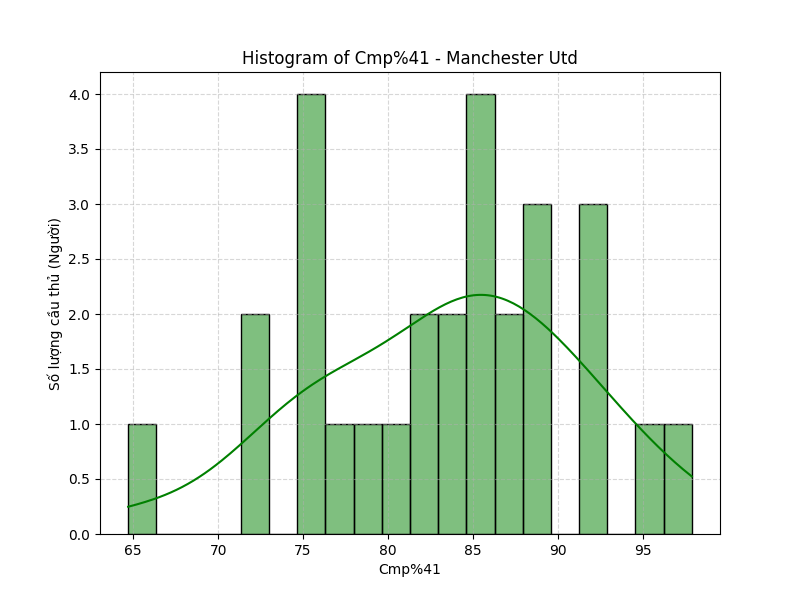 Histogram of Cmp%41 - Manchester Utd
4.0
3.5
3.0
2.5
2.0
1.5
1.0
0.5
0.0
Số lượng cầu thủ (Người)
65 70 75 80 85 90 95
Cmp%41